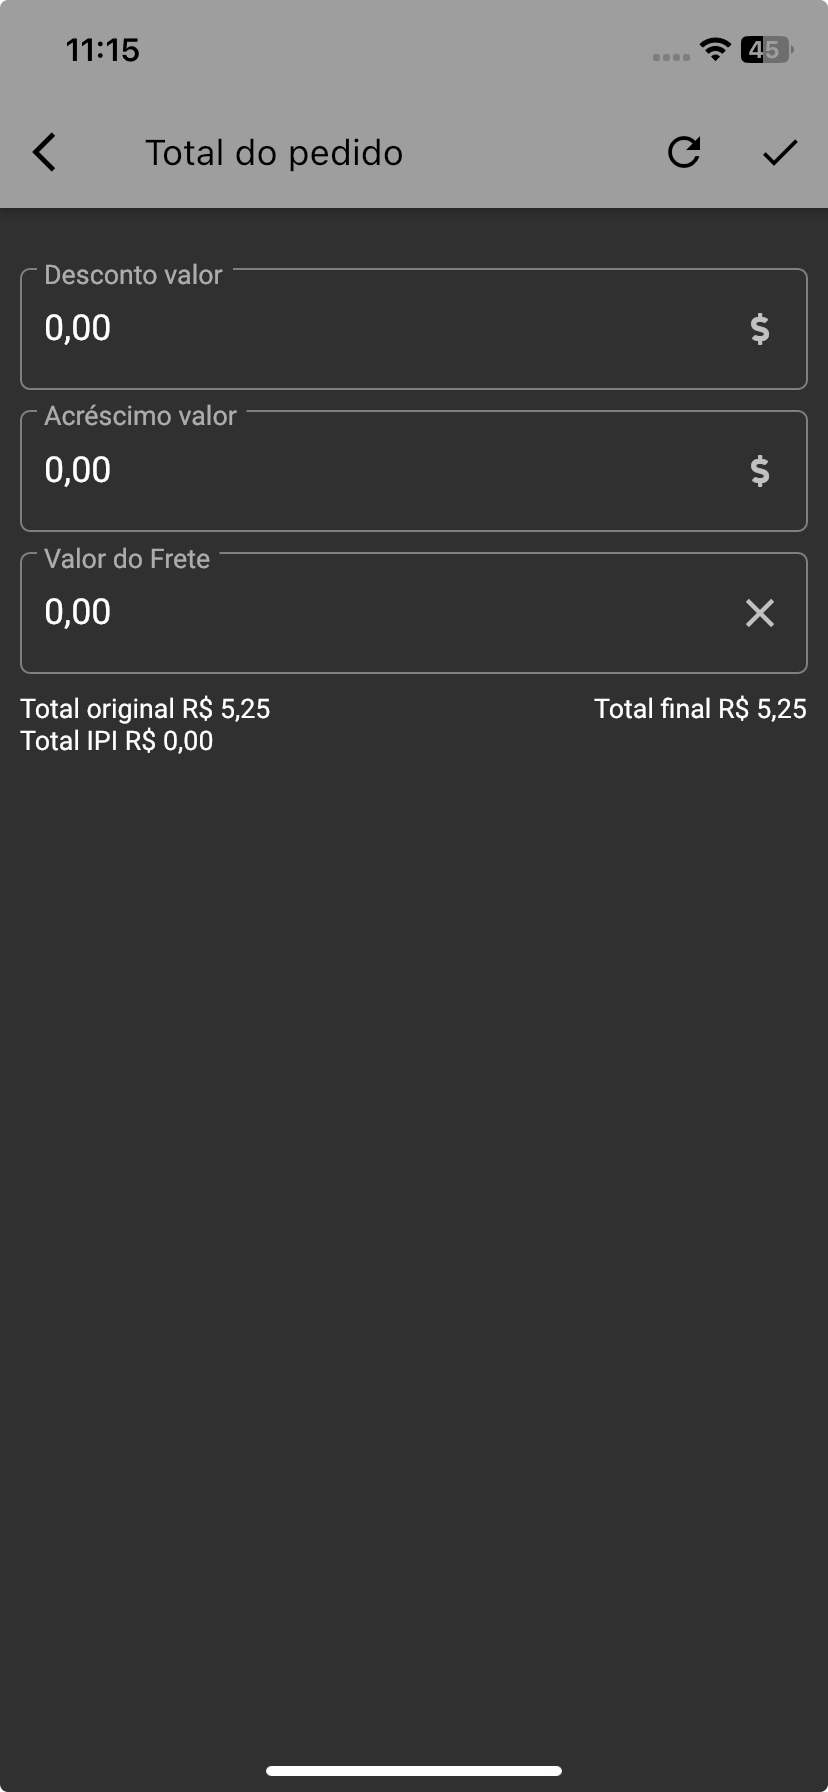 11:15
45
Total do pedido
Desconto valor
0,00
$
Acréscimo valor
0,00
$
Valor do Frete
0,00
Total original R$ 5,25 Total final R$ 5,25
Total IPI R$ 0,00